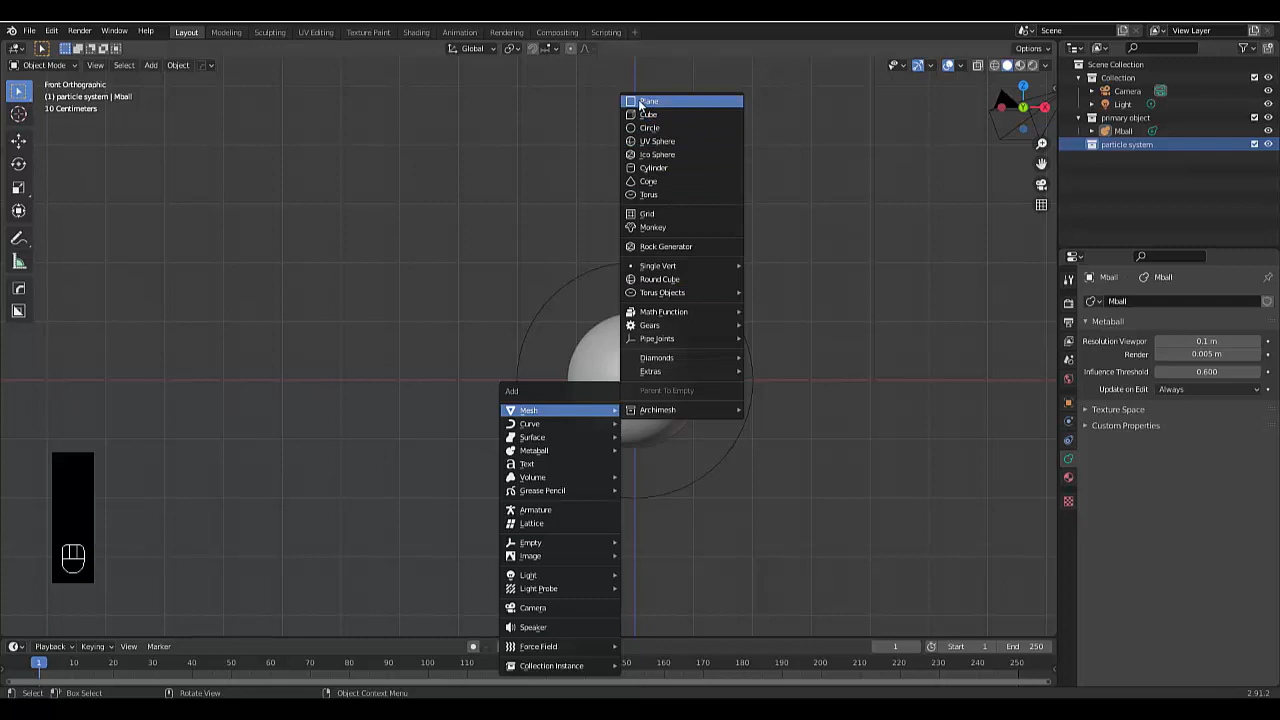 File Edit Render Window Help Layout Modeling Sculpting UV Editing Texture Paint Shading Animation Rendering Compositing Scripting + Scene View Layer
Global Options
Object Mode View Select Add Object
Front Orthographic
(1) particle system | Mball
10 Centimeters
Plane
Cube
Circle
UV Sphere
Ico Sphere
Cylinder
Cone
Torus
Grid
Monkey
Rock Generator
Single Vert
Round Cube
Torus Objects
Math Function
Gears
Pipe Joints
Diamonds
Extras
Parent To Empty
Archimesh
Add
Mesh
Curve
Surface
Metaball
Text
Volume
Grease Pencil
Armature
Lattice
Empty
Image
Light
Light Probe
Camera
Speaker
Force Field
Collection Instance
Scene Collection
Collection
Camera
Light
primary object
Mball
particle system
Mball Mball
Mball
Metaball
Resolution Viewpor 0.1 m
Render 0.005 m
Influence Threshold 0.600
Update on Edit Always
Texture Space
Custom Properties
Playback Keying View Marker 1 Start 1 End 250
1 10 20 30 40 50 60 70 80 90 100 110 150 160 170 180 190 200 210 220 230 240 250
Select Box Select Rotate View Object Context Menu 2.91.2